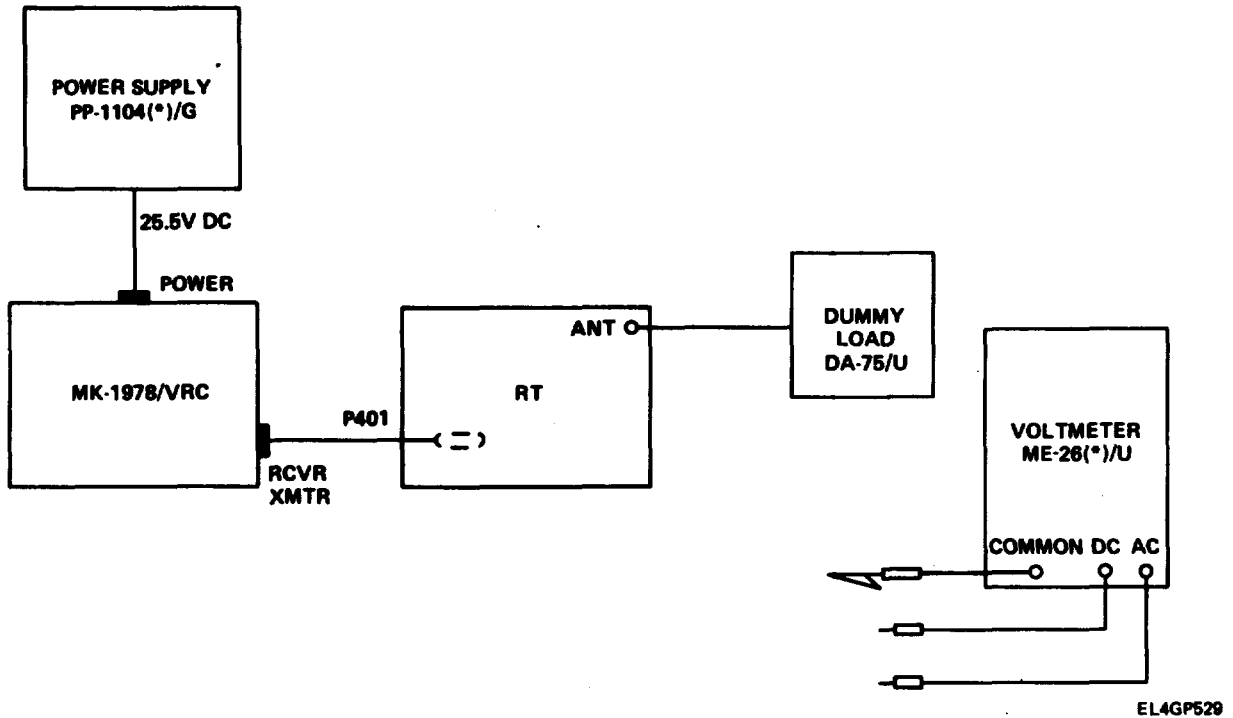 POWER SUPPLY
PP-1104(*)/G
25.5V DC
POWER
MK-1978/VRC
RCVR
XMTR
P401
ANT
RT
DUMMY
LOAD
DA-75/U
VOLTMETER
ME-26(*)/U
COMMON DC AC
EL4GP529